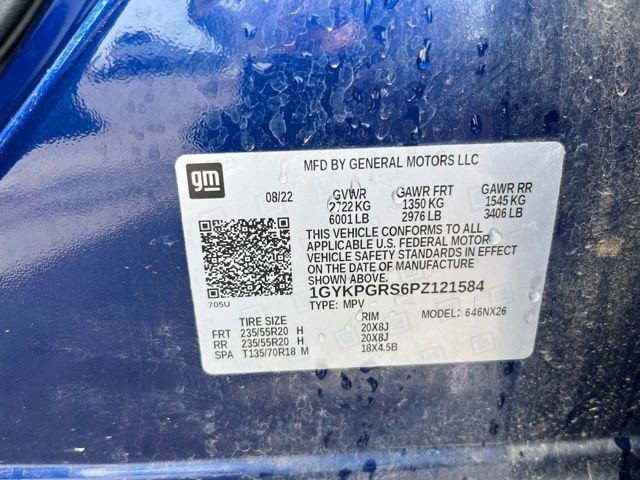 gm
MFD BY GENERAL MOTORS LLC
08/22
GVWR GAWR FRT GAWR RR
2722 KG 1350 KG 1545 KG
6001 LB 2976 LB 3406 LB
THIS VEHICLE CONFORMS TO ALL
APPLICABLE U.S. FEDERAL MOTOR
VEHICLE SAFETY STANDARDS IN EFFECT
ON THE DATE OF MANUFACTURE
SHOWN ABOVE.
1GYKPGRS6PZ121584
705U
TYPE: MPV MODEL: 646NX26
TIRE SIZE RIM
FRT 235/55R20 H 20X8J
RR 235/55R20 H 20X8J
SPA T135/70R18 M 18X4.5B